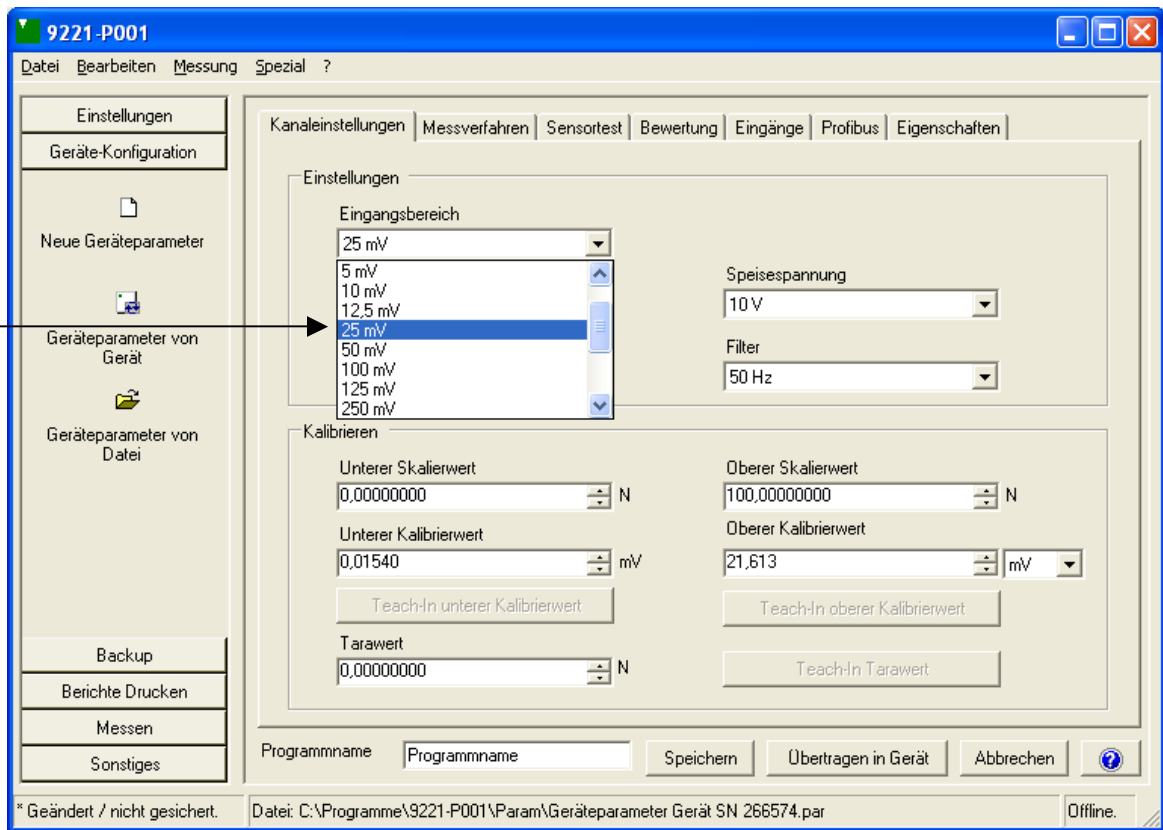 9221-P001
Datei Bearbeiten Messung Spezial ?
Einstellungen
Geräte-Konfiguration
Neue Geräteparameter
Geräteparameter von
Gerät
Geräteparameter von
Datei
Backup
Berichte Drucken
Messen
Sonstiges
Kanaleinstellungen Messverfahren Sensortest Bewertung Eingänge Profibus Eigenschaften
Einstellungen
Eingangsbereich
25 mV
5 mV
10 mV
12,5 mV
25 mV
50 mV
100 mV
125 mV
250 mV
Speisespannung
10 V
Filter
50 Hz
Kalibrieren
Unterer Skalierwert
0,00000000 N
Oberer Skalierwert
100,00000000 N
Unterer Kalibrierwert
0,01540 mV
Oberer Kalibrierwert
21,613 mV
Teach-In unterer Kalibrierwert
Teach-In oberer Kalibrierwert
Tarawert
0,00000000 N
Teach-In Tarawert
Programmname Programmname Speichern Übertragen in Gerät Abbrechen ?
* Geändert / nicht gesichert. Datei: C:\Programme\9221-P001\Param\Geräteparameter Gerät SN 266574.par Offline.